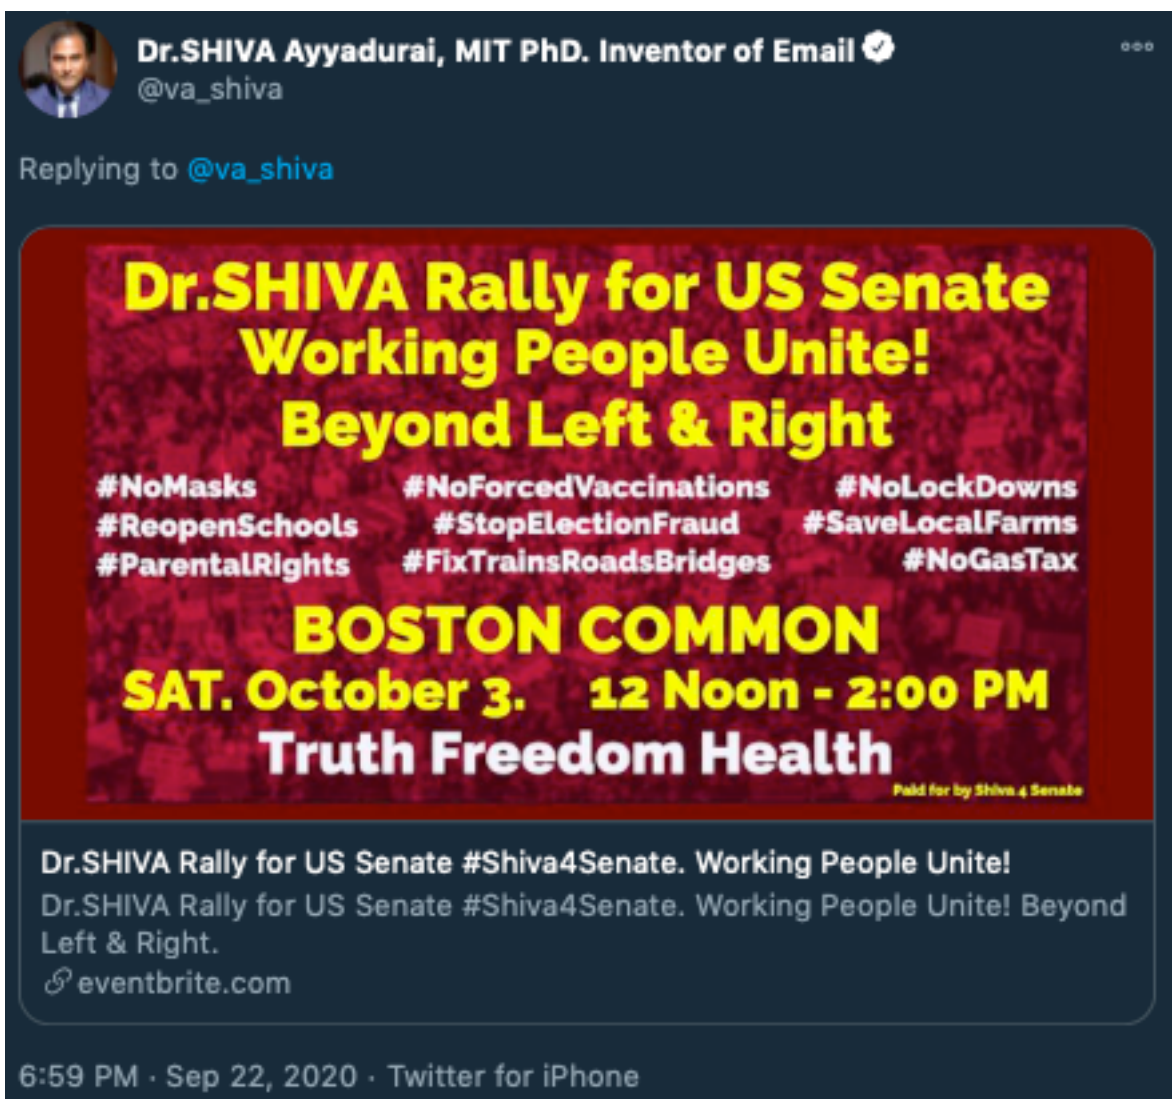 Dr.SHIVA Ayyadurai, MIT PhD. Inventor of Email
@va_shiva
Replying to @va_shiva
Dr.SHIVA Rally for US Senate
Working People Unite!
Beyond Left & Right
#NoMasks #NoForcedVaccinations #NoLockDowns
#ReopenSchools #StopElectionFraud #SaveLocalFarms
#ParentalRights #FixTrainsRoadsBridges #NoGasTax
BOSTON COMMON
SAT. October 3. 12 Noon - 2:00 PM
Truth Freedom Health
Paid for by Shiva 4 Senate
Dr.SHIVA Rally for US Senate #Shiva4Senate. Working People Unite!
Dr.SHIVA Rally for US Senate #Shiva4Senate. Working People Unite! Beyond
Left & Right.
eventbrite.com
6:59 PM · Sep 22, 2020 · Twitter for iPhone